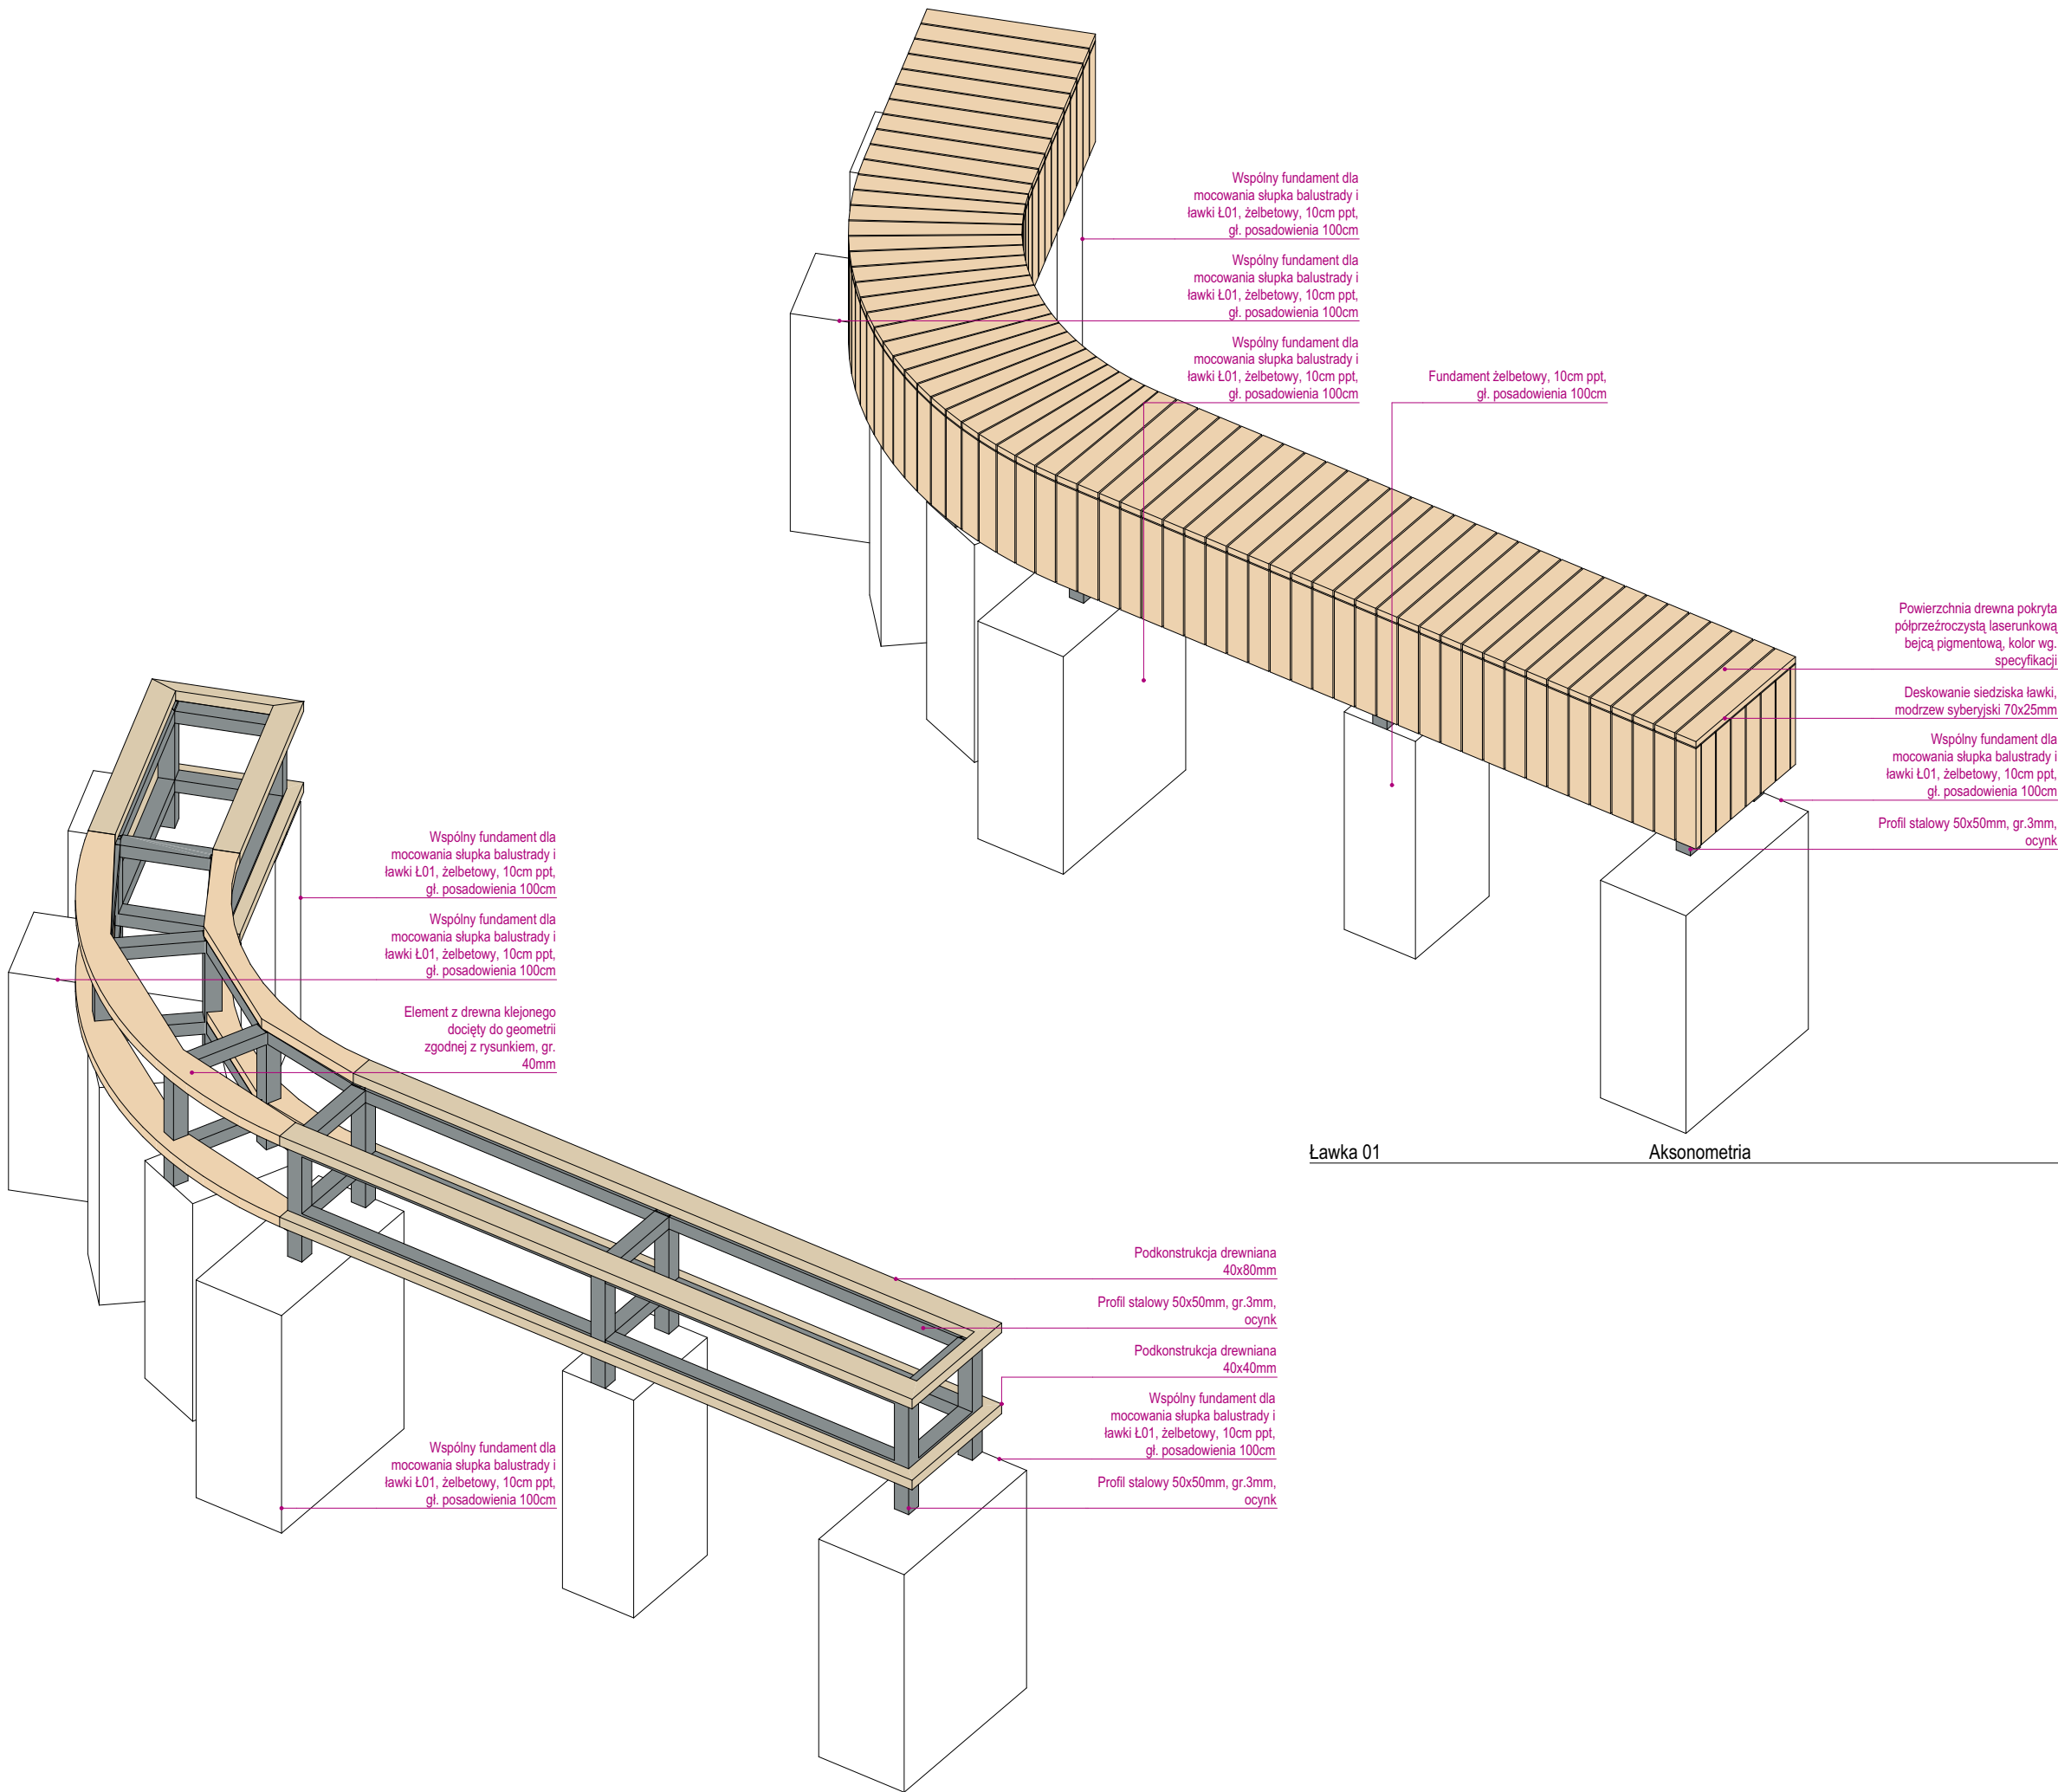 Wspólny fundament dla
mocowania słupka balustrady i
ławki Ł01, żelbetowy, 10cm ppt,
gł. posadowienia 100cm
Wspólny fundament dla
mocowania słupka balustrady i
ławki Ł01, żelbetowy, 10cm ppt,
gł. posadowienia 100cm
Wspólny fundament dla
mocowania słupka balustrady i
ławki Ł01, żelbetowy, 10cm ppt,
gł. posadowienia 100cm
Fundament żelbetowy, 10cm ppt,
gł. posadowienia 100cm
Powierzchnia drewna pokryta
półprzeźroczystą laserunkową
bejcą pigmentową, kolor wg.
specyfikacji
Deskowanie siedziska ławki,
modrzew syberyjski 70x25mm
Wspólny fundament dla
mocowania słupka balustrady i
ławki Ł01, żelbetowy, 10cm ppt,
gł. posadowienia 100cm
Profil stalowy 50x50mm, gr.3mm,
ocynk
Ławka 01 Aksonometria
Wspólny fundament dla
mocowania słupka balustrady i
ławki Ł01, żelbetowy, 10cm ppt,
gł. posadowienia 100cm
Wspólny fundament dla
mocowania słupka balustrady i
ławki Ł01, żelbetowy, 10cm ppt,
gł. posadowienia 100cm
Element z drewna klejonego
docięty do geometrii
zgodnej z rysunkiem, gr.
40mm
Podkonstrukcja drewniana
40x80mm
Profil stalowy 50x50mm, gr.3mm,
ocynk
Podkonstrukcja drewniana
40x40mm
Wspólny fundament dla
mocowania słupka balustrady i
ławki Ł01, żelbetowy, 10cm ppt,
gł. posadowienia 100cm
Profil stalowy 50x50mm, gr.3mm,
ocynk
Wspólny fundament dla
mocowania słupka balustrady i
ławki Ł01, żelbetowy, 10cm ppt,
gł. posadowienia 100cm